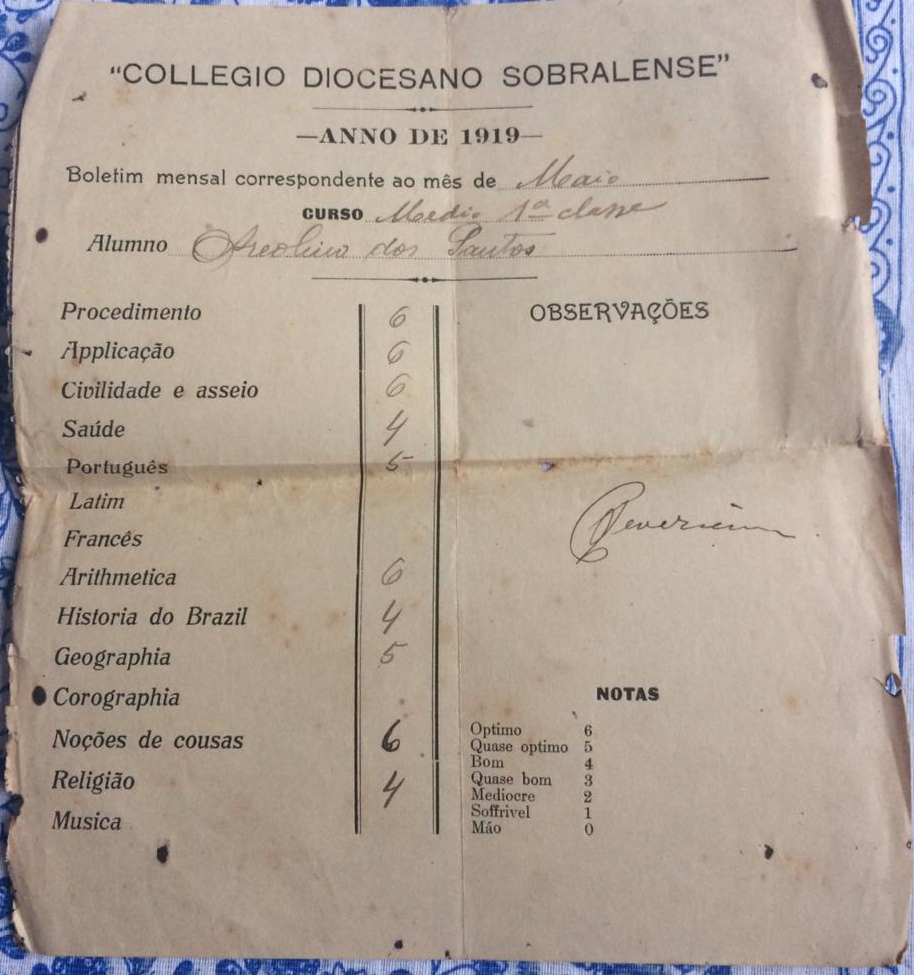 "COLLEGIO DIOCESANO SOBRALENSE"
—ANNO DE 1919—
Boletim mensal correspondente ao mês de Maio
CURSO Medio 1ª classe
Alumno dos Santos
Procedimento 6
Applicação 6
Civilidade e asseio 6
Saúde 4
Português 5
Latim
Francês
Arithmetica 6
Historia do Brazil 4
Geographia 5
Corographia
Noções de cousas 6
Religião 4
Musica
OBSERVAÇÕES
NOTAS
Optimo 6
Quase optimo 5
Bom 4
Quase bom 3
Mediocre 2
Soffrivel 1
Máo 0